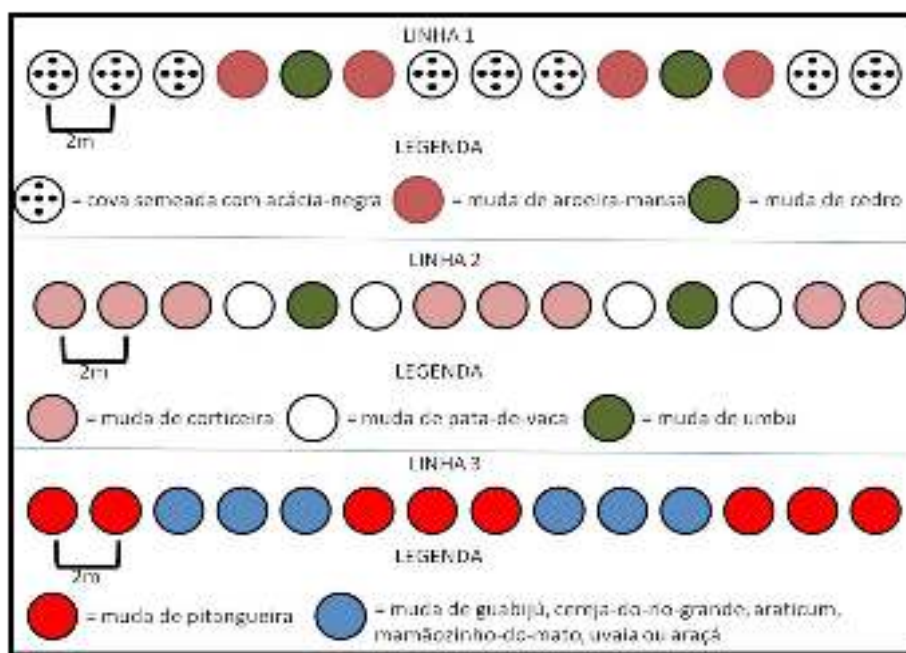 LINHA 1
2m
LEGENDA
= cova semeada com acácia-negra = muda de aroeira-mansa = muda de cedro
LINHA 2
2m
LEGENDA
= muda de corticeira = muda de pata-de-vaca = muda de umbu
LINHA 3
2m
LEGENDA
= muda de pitangueira = muda de guabijú, cereja-do-rio-grande, araticum,
mamãozinho-do-mato, uvaia ou araçá